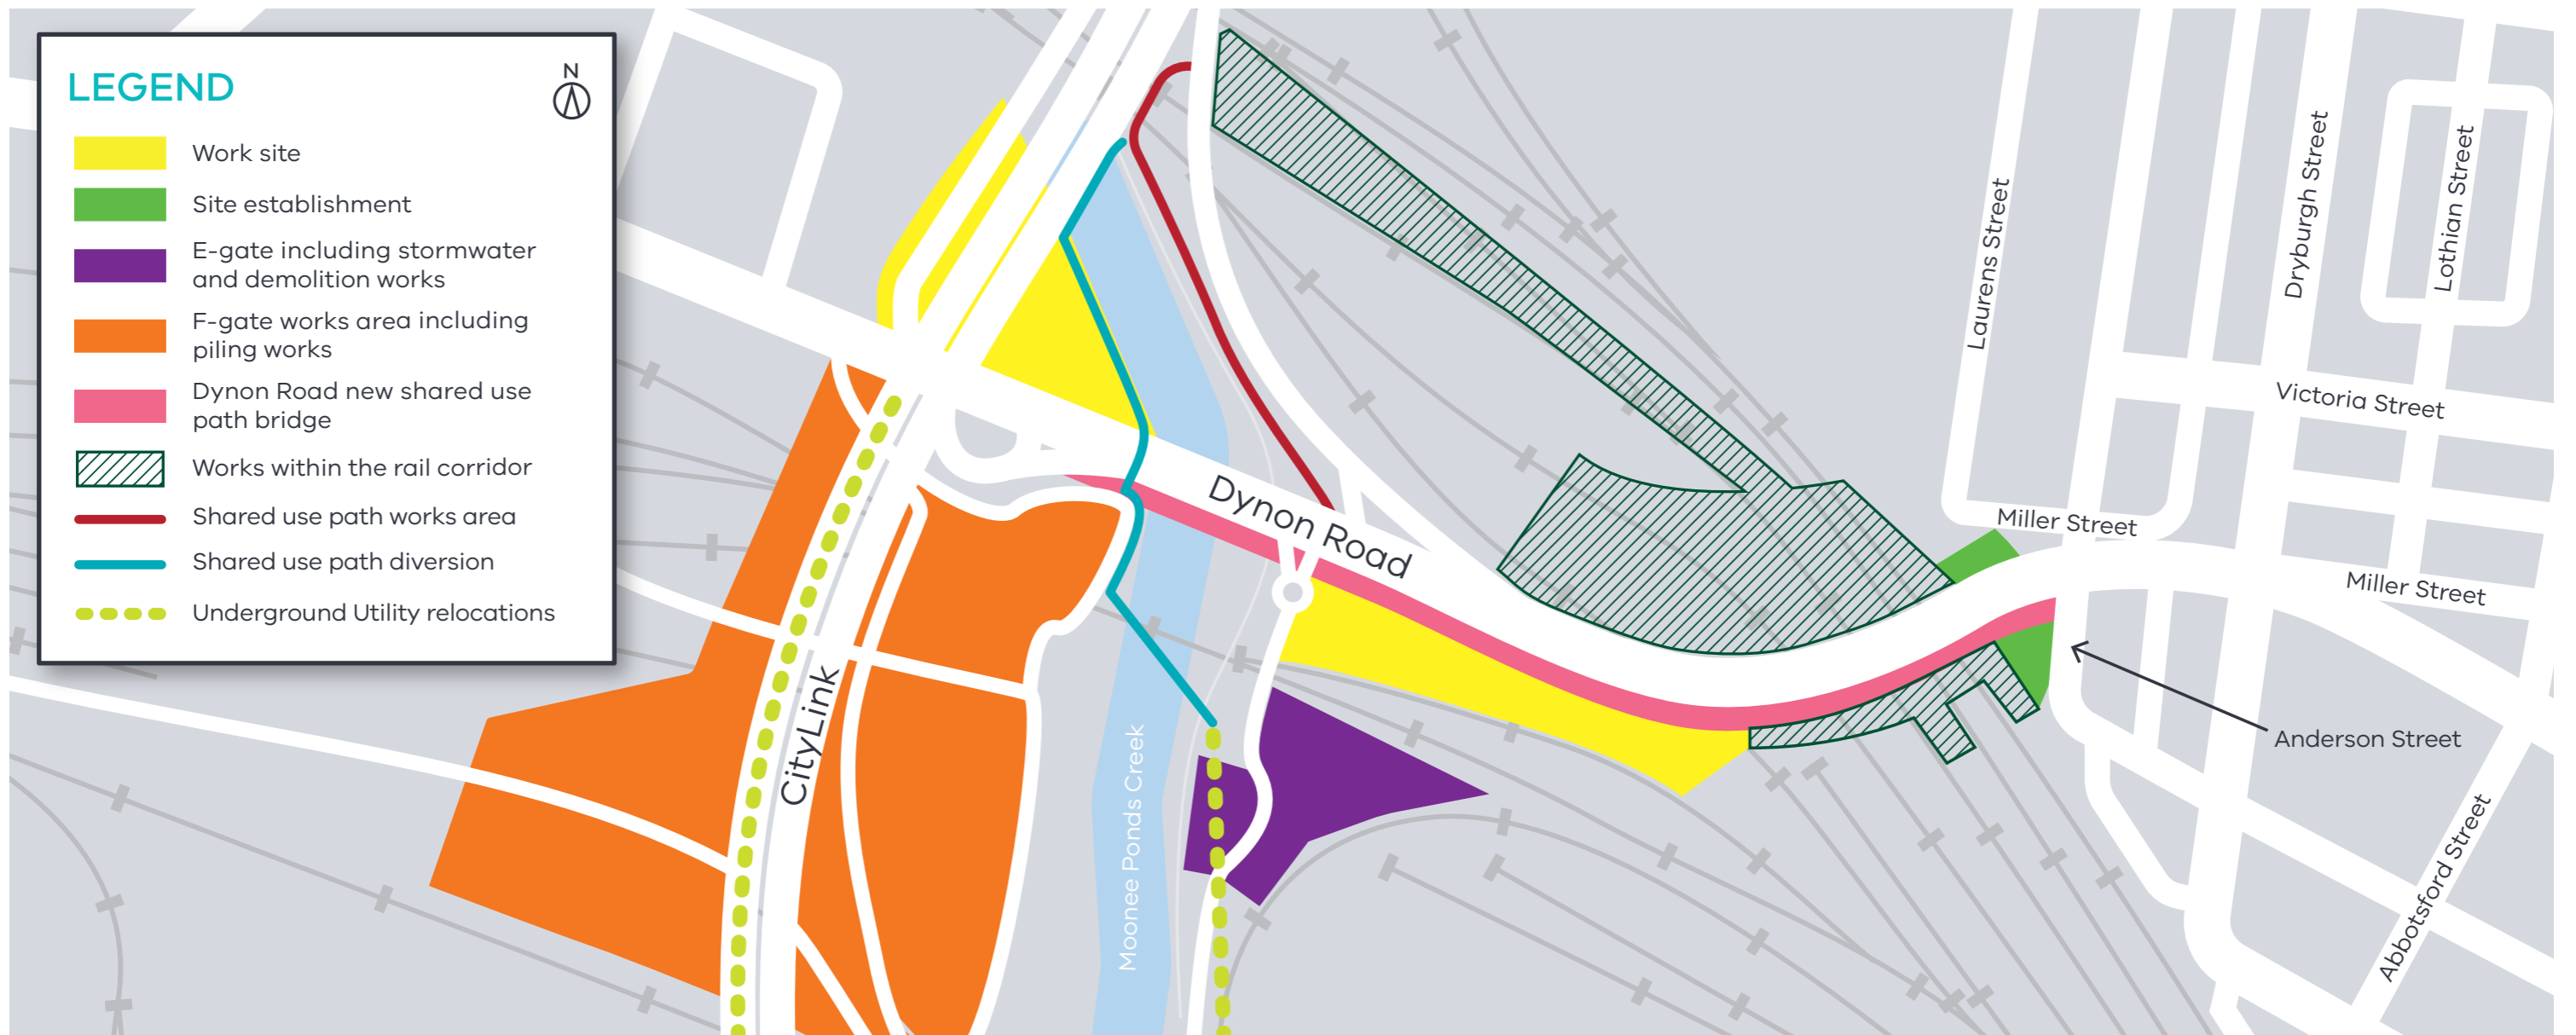 LEGEND
N
Work site
Site establishment
E-gate including stormwater
and demolition works
F-gate works area including
piling works
Dynon Road new shared use
path bridge
Works within the rail corridor
Shared use path works area
Shared use path diversion
Underground Utility relocations
CityLink
Moonee Ponds Creek
Dynon Road
Laurens Street
Dryburgh Street
Lothian Street
Victoria Street
Miller Street
Miller Street
Anderson Street
Abbotsford Street